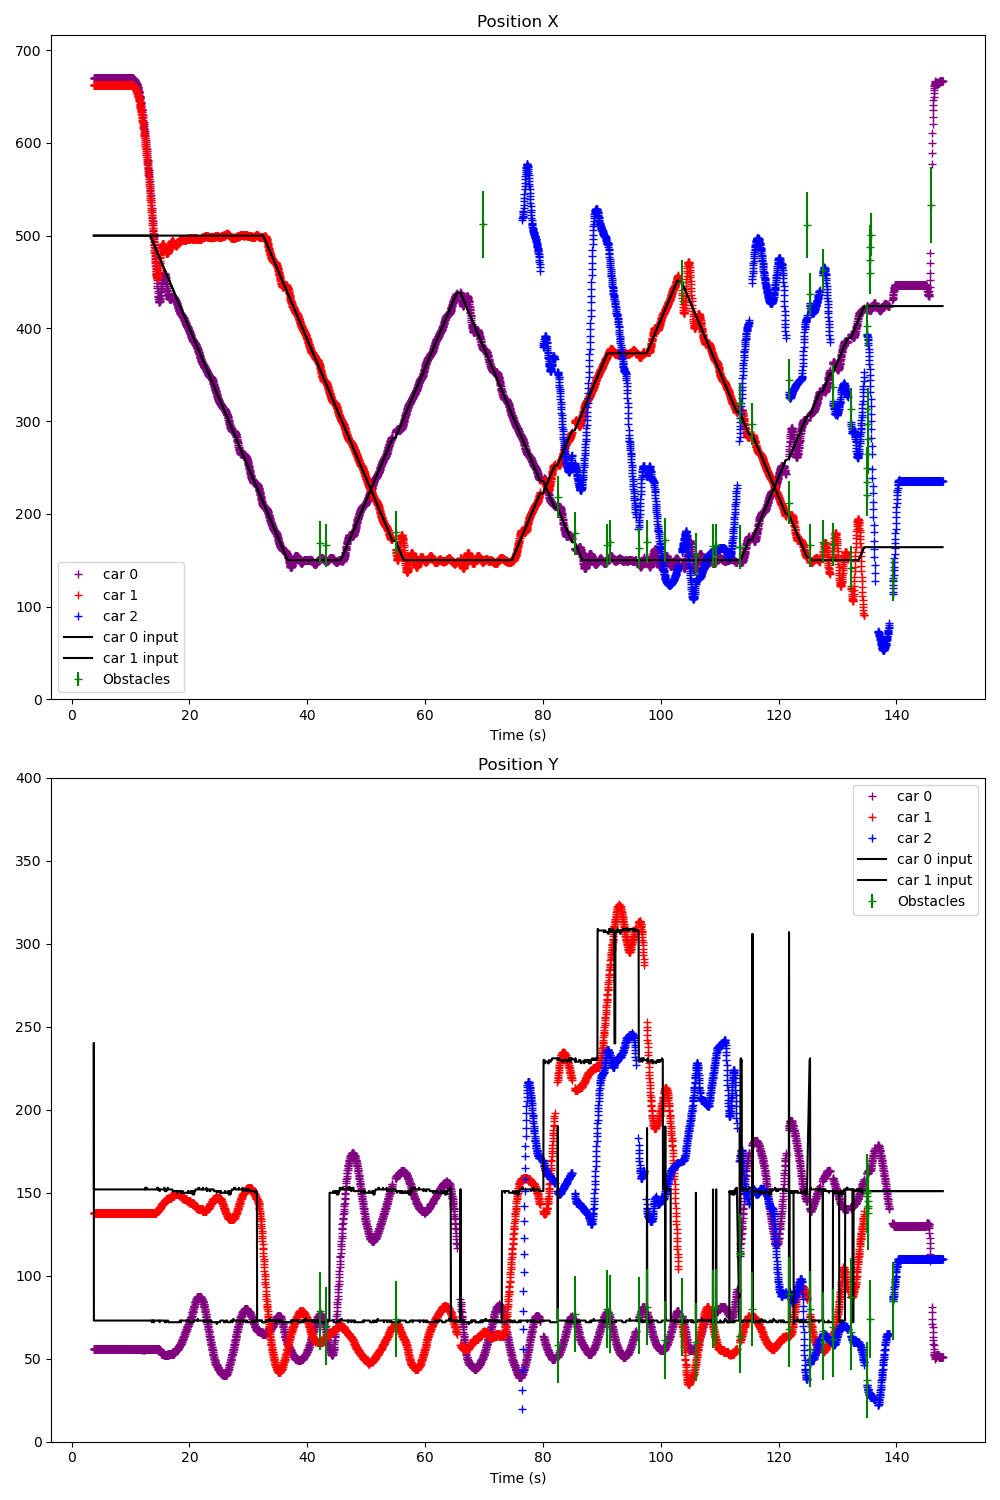 Position X
700
600
500
400
300
200
100
0
car 0
car 1
car 2
car 0 input
car 1 input
Obstacles
0 20 40 60 80 100 120 140
Time (s)
Position Y
400
350
300
250
200
150
100
50
0
car 0
car 1
car 2
car 0 input
car 1 input
Obstacles
0 20 40 60 80 100 120 140
Time (s)